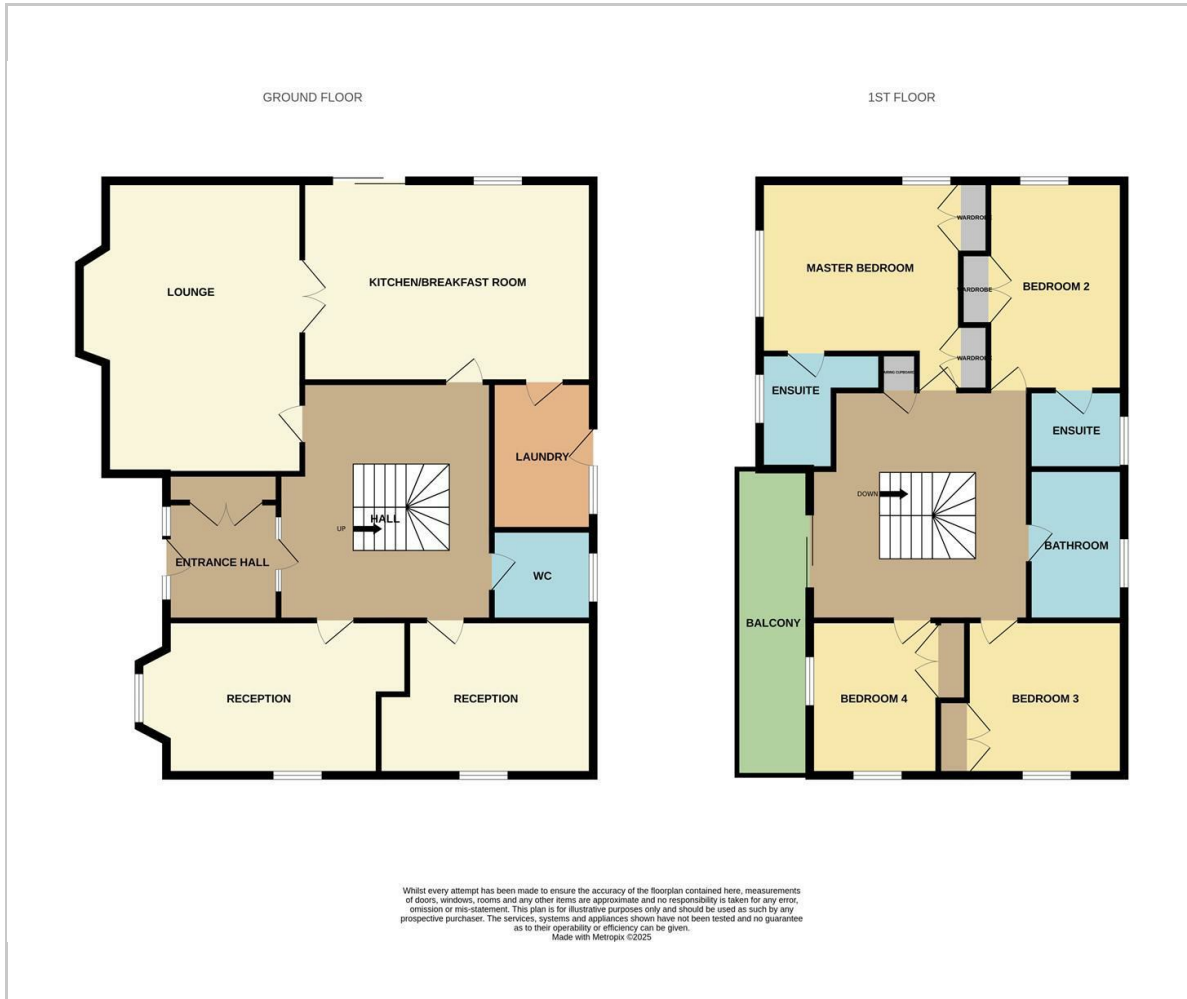 GROUND FLOOR
1ST FLOOR
LOUNGE
KITCHEN/BREAKFAST ROOM
LAUNDRY
UP
HALL
ENTRANCE HALL
WC
RECEPTION
RECEPTION
MASTER BEDROOM
WARDROBE
WARDROBE
BEDROOM 2
WARDROBE
ENSUITE
ENSUITE
DOWN
BATHROOM
BALCONY
BEDROOM 4
BEDROOM 3
Whilst every attempt has been made to ensure the accuracy of the floorplan contained here, measurements
of doors, windows, rooms and any other items are approximate and no responsibility is taken for any error,
omission or mis-statement. This plan is for illustrative purposes only and should be used as such by any
prospective purchaser. The services, systems and appliances shown have not been tested and no guarantee
as to their operability or efficiency can be given.
Made with Metropix ©2025